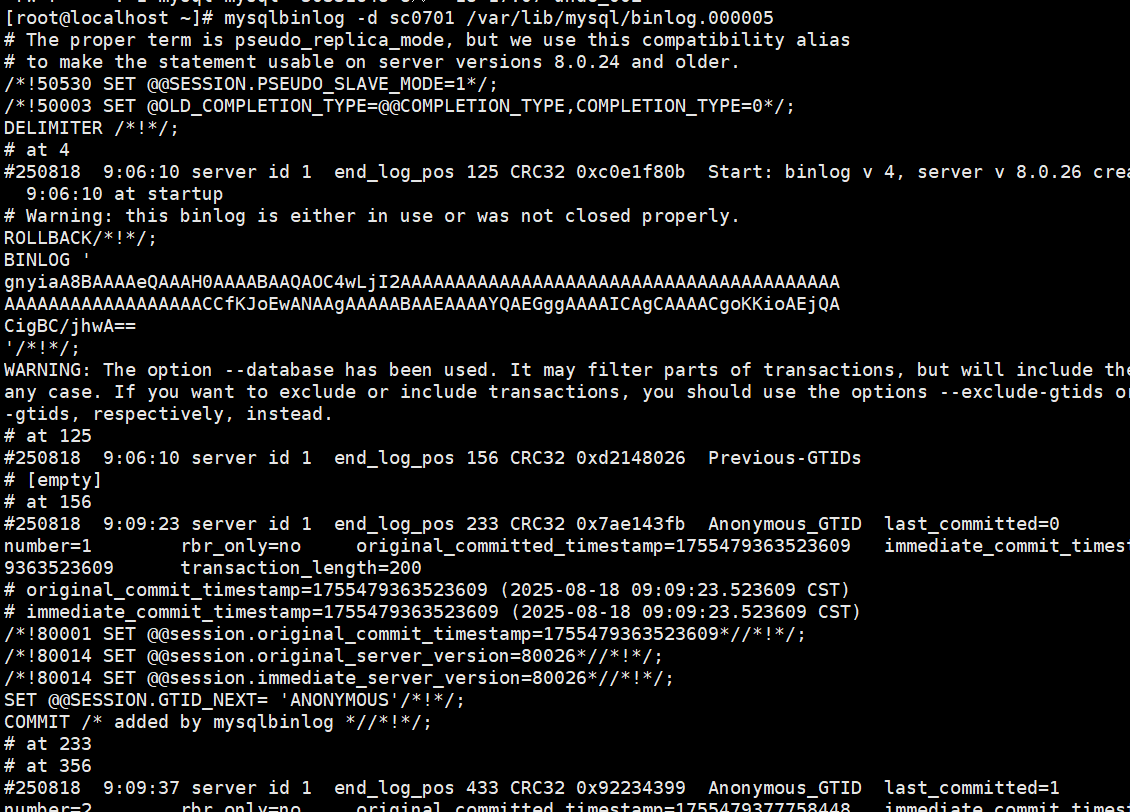 [root@localhost ~]# mysqlbinlog -d sc0701 /var/lib/mysql/binlog.000005
# The proper term is pseudo_replica_mode, but we use this compatibility alias
# to make the statement usable on server versions 8.0.24 and older.
/*!50530 SET @@SESSION.PSEUDO_SLAVE_MODE=1*/;
/*!50003 SET @OLD_COMPLETION_TYPE=@@COMPLETION_TYPE,COMPLETION_TYPE=0*/;
DELIMITER /*!*/;
# at 4
#250818  9:06:10 server id 1  end_log_pos 125 CRC32 0xc0e1f80b  Start: binlog v 4, server v 8.0.26 crea
  9:06:10 at startup
# Warning: this binlog is either in use or was not closed properly.
ROLLBACK/*!*/;
BINLOG '
gnyiaA8BAAAAeQAAAH0AAAABAAQAOC4wLjI2AAAAAAAAAAAAAAAAAAAAAAAAAAAAAAAAAAAAAAAA
AAAAAAAAAAAAAAAAAACCfKJoEwANAAgAAAAABAAEAAAAYQAEGggAAAAICAgCAAAACgoKKioAEjQA
CigBC/jhwA==
'/*!*/;
WARNING: The option --database has been used. It may filter parts of transactions, but will include the
any case. If you want to exclude or include transactions, you should use the options --exclude-gtids or
-gtids, respectively, instead.
# at 125
#250818  9:06:10 server id 1  end_log_pos 156 CRC32 0xd2148026  Previous-GTIDs
# [empty]
# at 156
#250818  9:09:23 server id 1  end_log_pos 233 CRC32 0x7ae143fb  Anonymous_GTID  last_committed=0
number=1       rbr_only=no     original_committed_timestamp=1755479363523609   immediate_commit_timest
9363523609      transaction_length=200
# original_commit_timestamp=1755479363523609 (2025-08-18 09:09:23.523609 CST)
# immediate_commit_timestamp=1755479363523609 (2025-08-18 09:09:23.523609 CST)
/*!80001 SET @@session.original_commit_timestamp=1755479363523609*//*!*/;
/*!80014 SET @@session.original_server_version=80026*//*!*/;
/*!80014 SET @@session.immediate_server_version=80026*//*!*/;
SET @@SESSION.GTID_NEXT= 'ANONYMOUS'/*!*/;
COMMIT /* added by mysqlbinlog *//*!*/;
# at 233
# at 356
#250818  9:09:37 server id 1  end_log_pos 433 CRC32 0x92234399  Anonymous_GTID  last_committed=1
number=2       rbr_only=no     original_committed_timestamp=1755479377758448   immediate_commit_timest